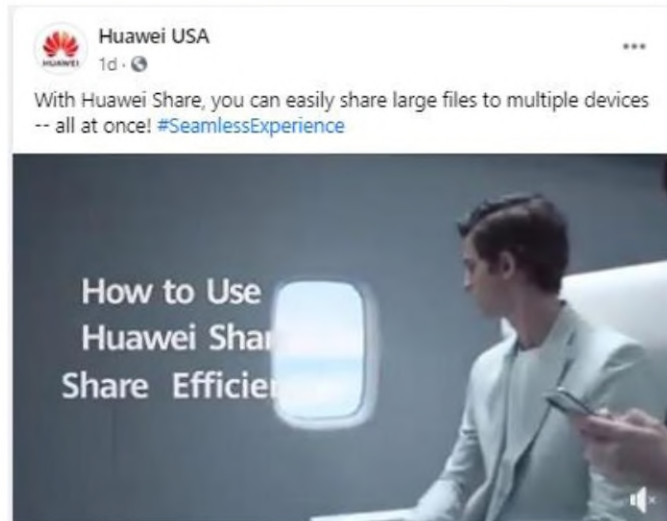 Huawei USA
HUAWEI
1d ·
With Huawei Share, you can easily share large files to multiple devices
-- all at once! #SeamlessExperience
How to Use
Huawei Shar
Share Efficie